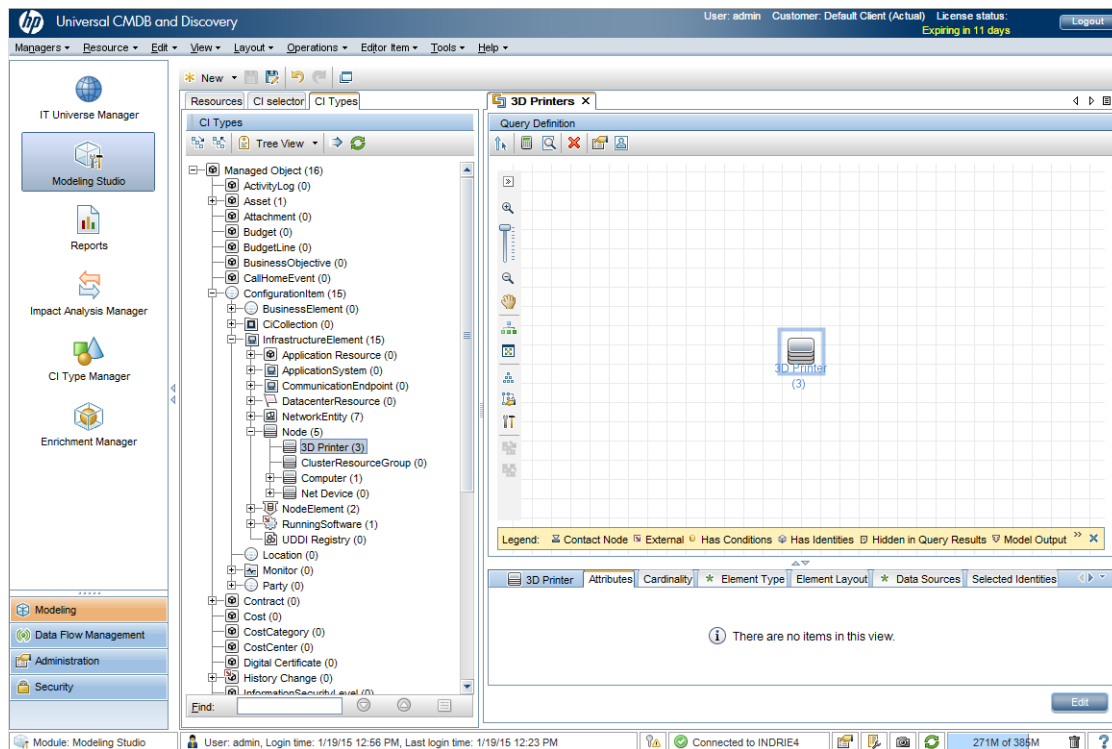 hp Universal CMDB and Discovery
User: admin Customer: Default Client (Actual) License status:
Expiring in 11 days
Logout
Managers Resource Edit View Layout Operations Editor Item Tools Help
New
IT Universe Manager
Modeling Studio
Reports
Impact Analysis Manager
CI Type Manager
Enrichment Manager
Modeling
Data Flow Management
Administration
Security
Resources CI selector CI Types
CI Types
Tree View
Managed Object (16)
ActivityLog (0)
Asset (1)
Attachment (0)
Budget (0)
BudgetLine (0)
BusinessObjective (0)
CallHomeEvent (0)
ConfigurationItem (15)
BusinessElement (0)
CiCollection (0)
InfrastructureElement (15)
Application Resource (0)
ApplicationSystem (0)
CommunicationEndpoint (0)
DatacenterResource (0)
NetworkEntity (7)
Node (5)
3D Printer (3)
ClusterResourceGroup (0)
Computer (1)
Net Device (0)
NodeElement (2)
RunningSoftware (1)
UDDI Registry (0)
Location (0)
Monitor (0)
Party (0)
Contract (0)
Cost (0)
CostCategory (0)
CostCenter (0)
Digital Certificate (0)
History Change (0)
InformationSecurityLevel (0)
Find:
3D Printers
Query Definition
3D Printer
(3)
Legend: Contact Node External Has Conditions Has Identities Hidden in Query Results Model Output
3D Printer Attributes Cardinality * Element Type Element Layout * Data Sources Selected Identities
There are no items in this view.
Edit
Module: Modeling Studio User: admin, Login time: 1/19/15 12:56 PM, Last login time: 1/19/15 12:23 PM Connected to INDRIE4 271M of 385M